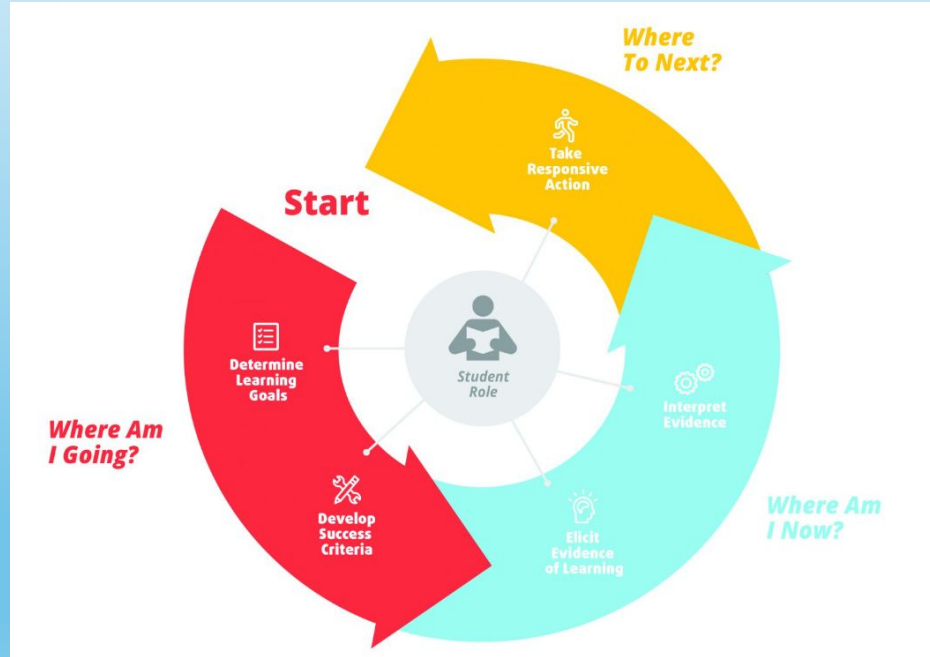 Start
Where Am
I Going?
Determine
Learning
Goals
Develop
Success
Criteria
Where Am
I Now?
Elicit
Evidence
of Learning
Interpret
Evidence
Where
To Next?
Take
Responsive
Action
Student
Role